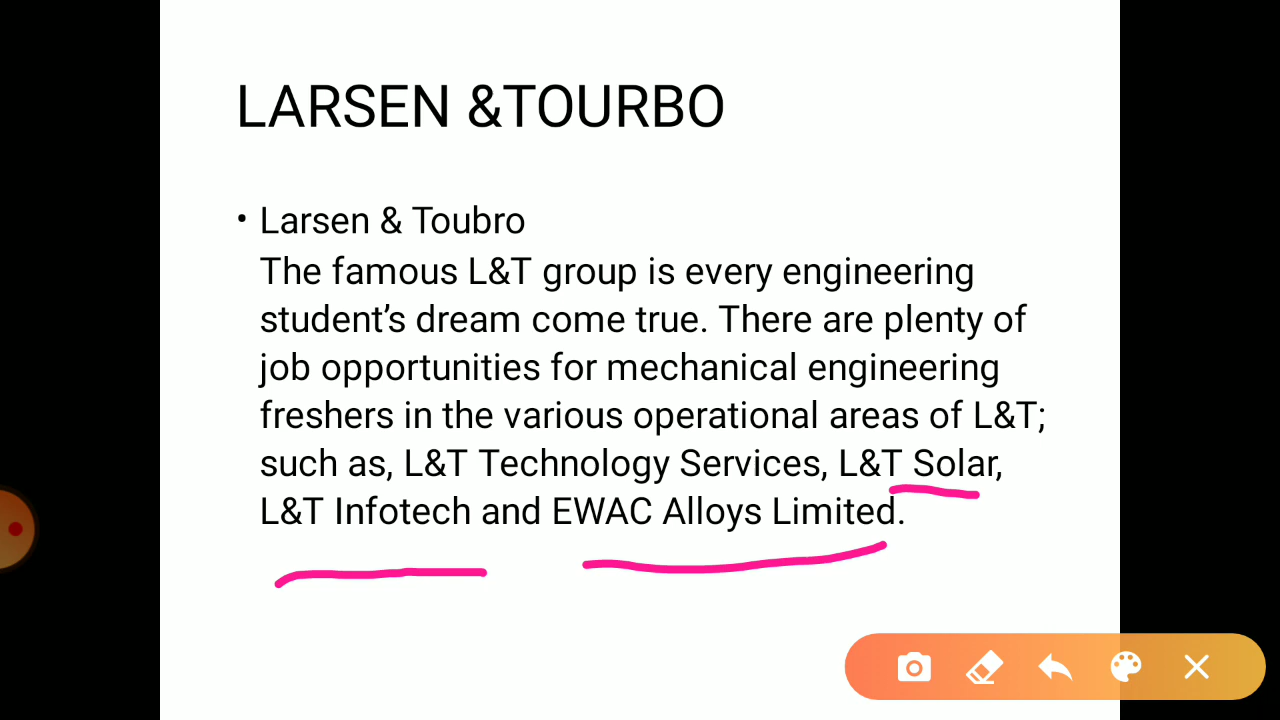 LARSEN &TOURBO
• Larsen & Toubro
The famous L&T group is every engineering
student’s dream come true. There are plenty of
job opportunities for mechanical engineering
freshers in the various operational areas of L&T;
such as, L&T Technology Services, L&T Solar,
L&T Infotech and EWAC Alloys Limited.